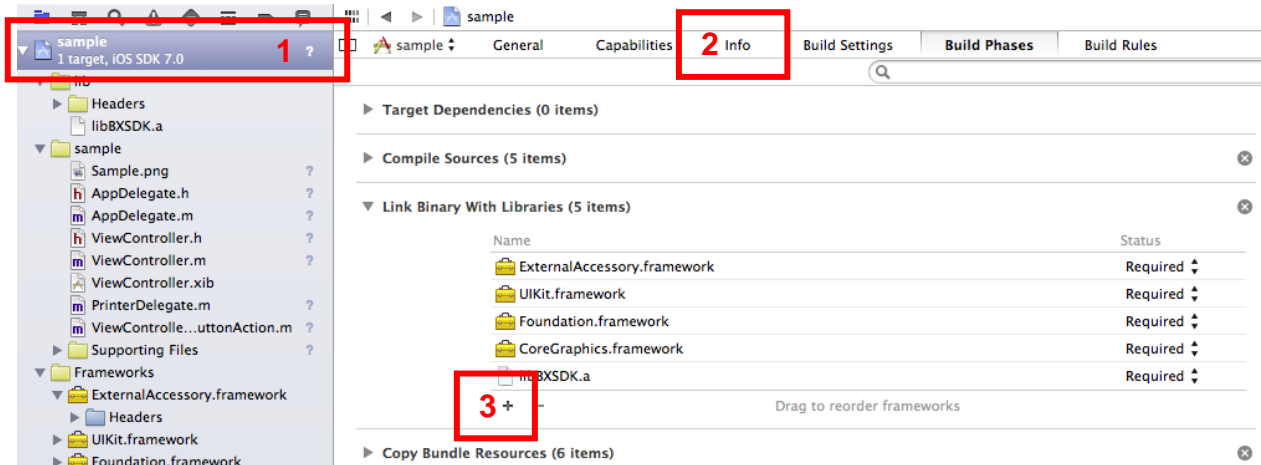 sample
1 target, iOS SDK 7.0
1
?
lib
Headers
libBXSDK.a
sample
Sample.png ?
AppDelegate.h ?
AppDelegate.m ?
ViewController.h ?
ViewController.m ?
ViewController.xib
PrinterDelegate.m ?
ViewControlle...uttonAction.m ?
Supporting Files ?
Frameworks
ExternalAccessory.framework
Headers
UIKit.framework
Foundation.framework
sample
sample General Capabilities 2 Info Build Settings Build Phases Build Rules
Target Dependencies (0 items)
Compile Sources (5 items)
Link Binary With Libraries (5 items)
Name Status
ExternalAccessory.framework Required
UIKit.framework Required
Foundation.framework Required
CoreGraphics.framework Required
libBXSDK.a Required
3 + − Drag to reorder frameworks
Copy Bundle Resources (6 items)